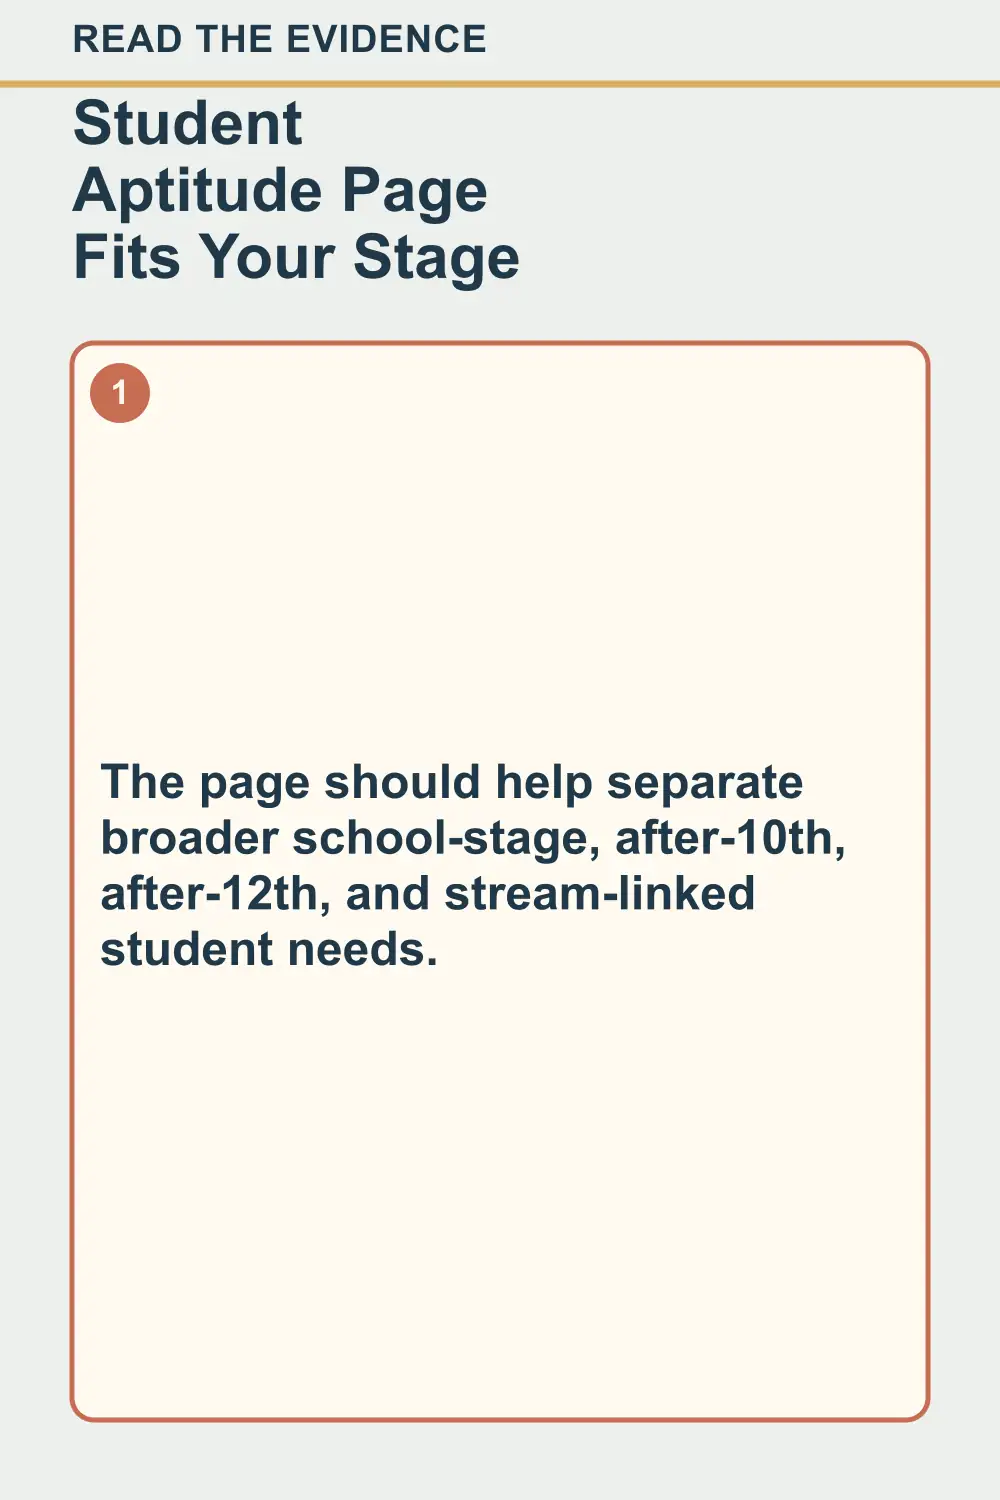 READ THE EVIDENCE
Student
Aptitude Page
Fits Your Stage
1
The page should help separate
broader school-stage, after-10th,
after-12th, and stream-linked
student needs.